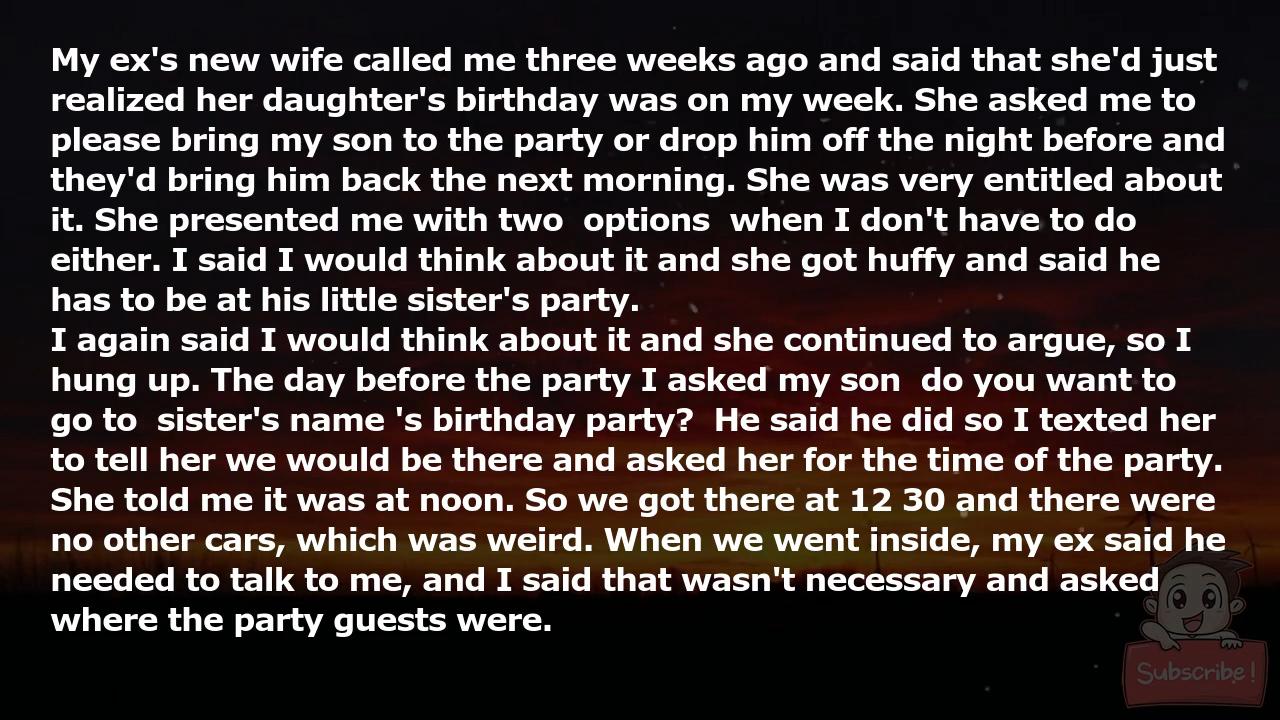 My ex's new wife called me three weeks ago and said that she'd just
realized her daughter's birthday was on my week. She asked me to
please bring my son to the party or drop him off the night before and
they'd bring him back the next morning. She was very entitled about
it. She presented me with two  options  when I don't have to do
either. I said I would think about it and she got huffy and said he
has to be at his little sister's party.
I again said I would think about it and she continued to argue, so I
hung up. The day before the party I asked my son  do you want to
go to  sister's name 's birthday party?  He said he did so I texted her
to tell her we would be there and asked her for the time of the party.
She told me it was at noon. So we got there at 12 30 and there were
no other cars, which was weird. When we went inside, my ex said he
needed to talk to me, and I said that wasn't necessary and asked
where the party guests were.
Subscribe!